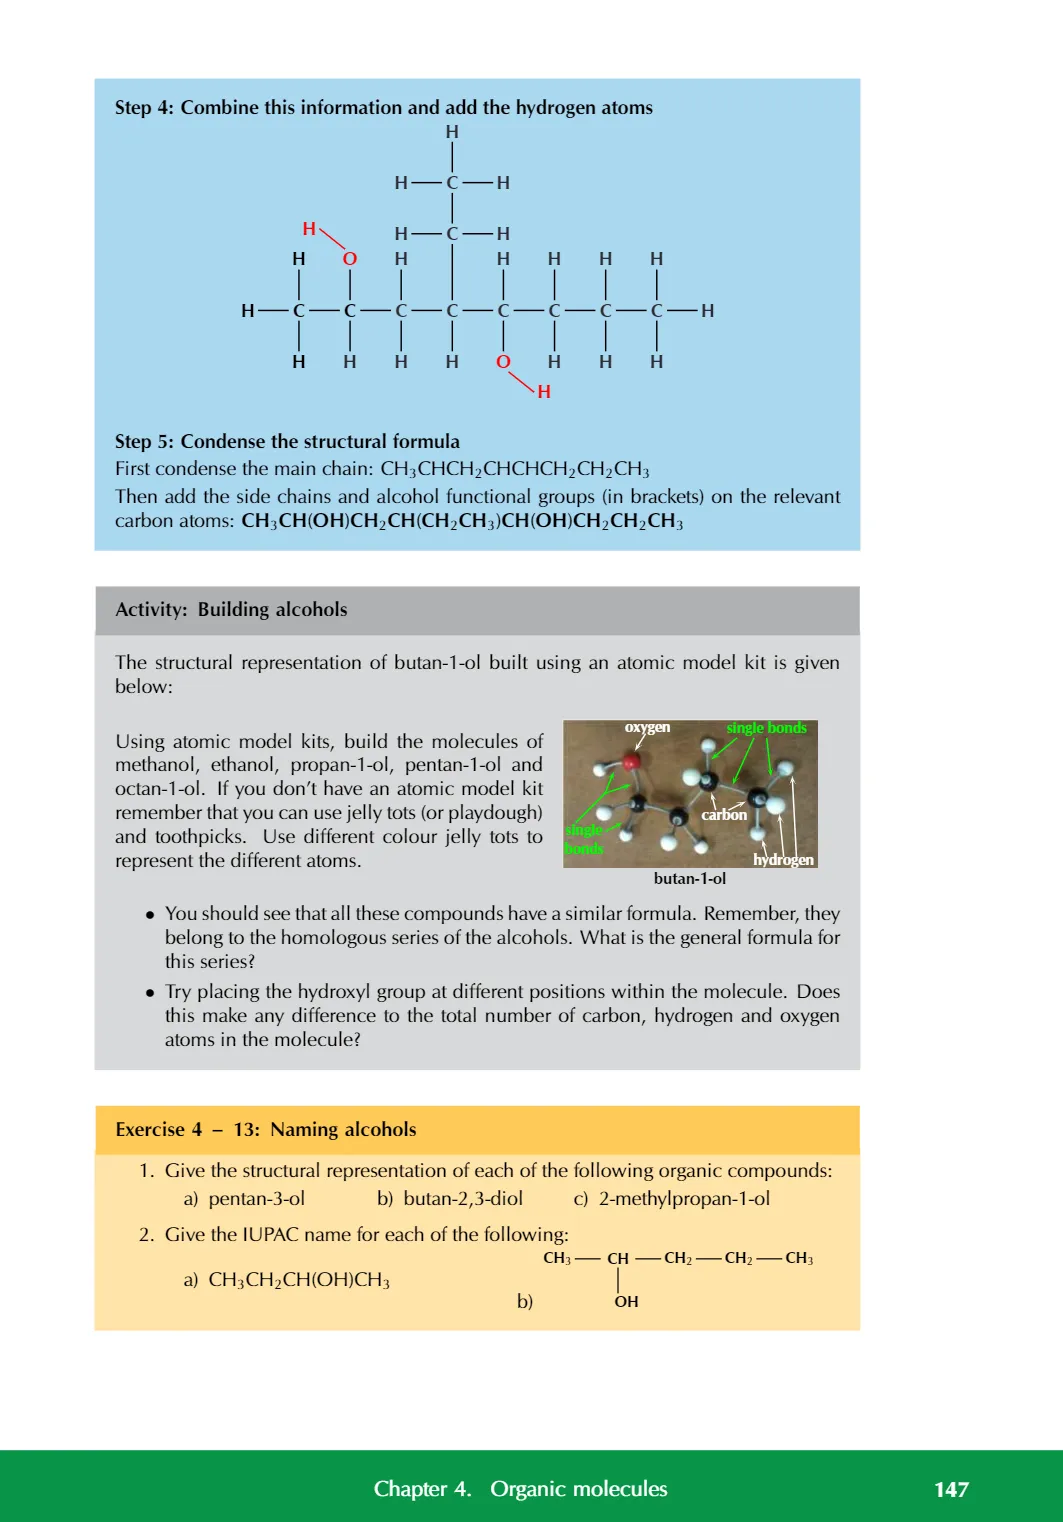 Step 4: Combine this information and add the hydrogen atoms
H
H C H
H
H C H
H O H H H H H
H C C C C C C C C H
H H H H O H H H
H
Step 5: Condense the structural formula
First condense the main chain: CH₃CHCH₂CHCHCH₂CH₂CH₃
Then add the side chains and alcohol functional groups (in brackets) on the relevant
carbon atoms: CH₃CH(OH)CH₂CH(CH₂CH₃)CH(OH)CH₂CH₂CH₃
Activity: Building alcohols
The structural representation of butan-1-ol built using an atomic model kit is given
below:
Using atomic model kits, build the molecules of
methanol, ethanol, propan-1-ol, pentan-1-ol and
octan-1-ol. If you don't have an atomic model kit
remember that you can use jelly tots (or playdough)
and toothpicks. Use different colour jelly tots to
represent the different atoms.
oxygen
single bonds
carbon
single
bonds
hydrogen
butan-1-ol
• You should see that all these compounds have a similar formula. Remember, they
belong to the homologous series of the alcohols. What is the general formula for
this series?
• Try placing the hydroxyl group at different positions within the molecule. Does
this make any difference to the total number of carbon, hydrogen and oxygen
atoms in the molecule?
Exercise 4 – 13: Naming alcohols
1. Give the structural representation of each of the following organic compounds:
a) pentan-3-ol b) butan-2,3-diol c) 2-methylpropan-1-ol
2. Give the IUPAC name for each of the following:
a) CH₃CH₂CH(OH)CH₃
b)
CH₃ CH CH₂ CH₂ CH₃
OH
Chapter 4. Organic molecules 147